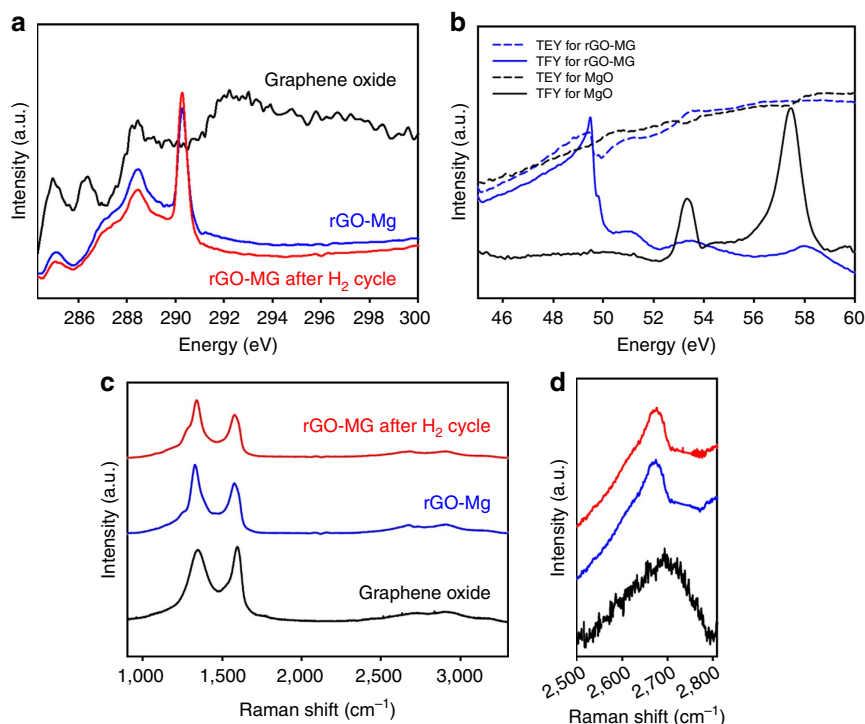 a
Graphene oxide
rGO-Mg
rGO-MG after H₂ cycle
Intensity (a.u.)
286 288 290 292 294 296 298 300
Energy (eV)
b
TEY for rGO-MG
TFY for rGO-MG
TEY for MgO
TFY for MgO
Intensity (a.u.)
46 48 50 52 54 56 58 60
Energy (eV)
c
rGO-MG after H₂ cycle
rGO-Mg
Graphene oxide
Intensity (a.u.)
1,000 1,500 2,000 2,500 3,000
Raman shift (cm⁻¹)
d
Intensity (a.u.)
2,500 2,600 2,700 2,800
Raman shift (cm⁻¹)